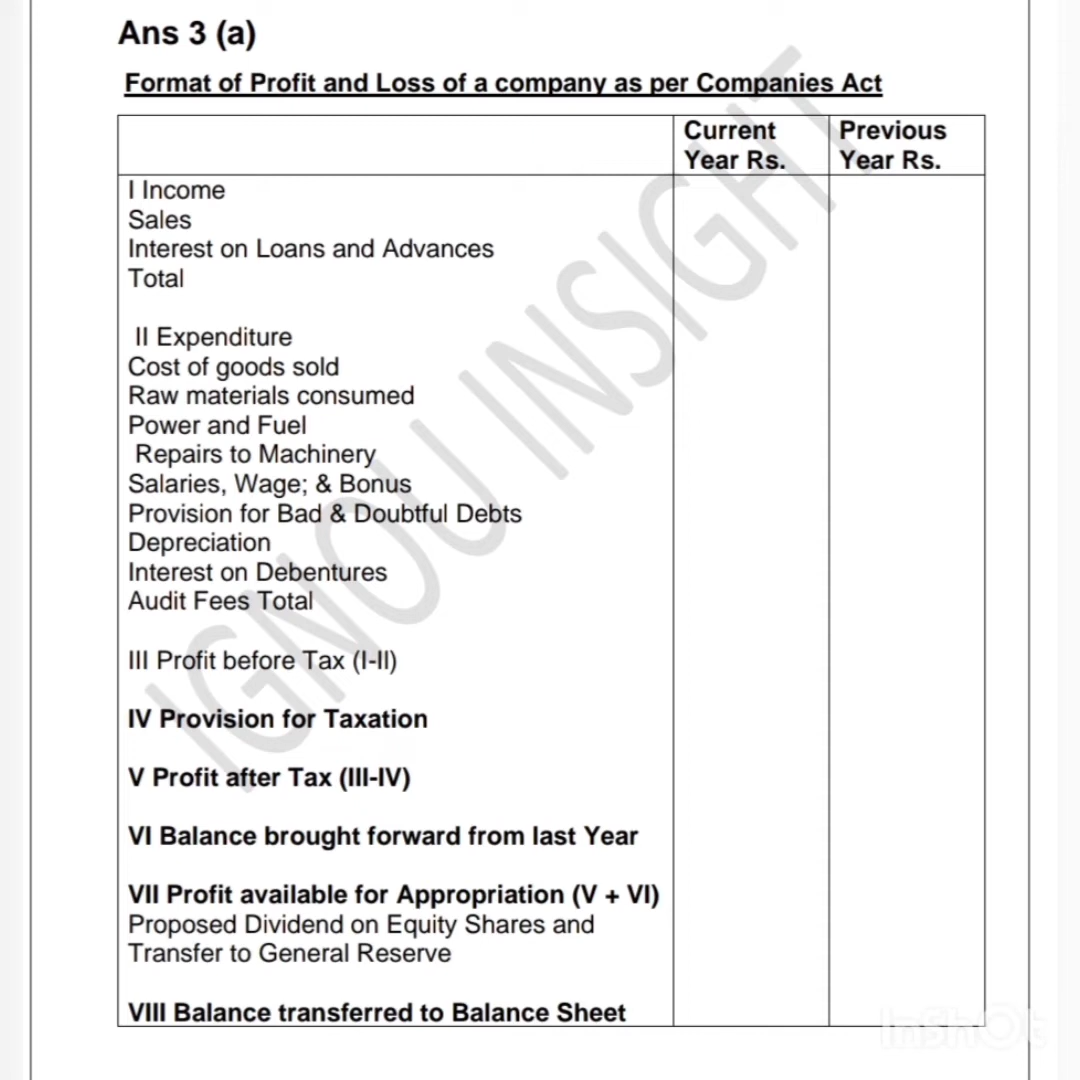 Ans 3 (a)
Format of Profit and Loss of a company as per Companies Act
Current Year Rs.
Previous Year Rs.
I Income
Sales
Interest on Loans and Advances
Total
II Expenditure
Cost of goods sold
Raw materials consumed
Power and Fuel
Repairs to Machinery
Salaries, Wage; & Bonus
Provision for Bad & Doubtful Debts
Depreciation
Interest on Debentures
Audit Fees Total
III Profit before Tax (I-II)
IV Provision for Taxation
V Profit after Tax (III-IV)
VI Balance brought forward from last Year
VII Profit available for Appropriation (V + VI)
Proposed Dividend on Equity Shares and
Transfer to General Reserve
VIII Balance transferred to Balance Sheet
IGNOU INSIGHT
InShOt